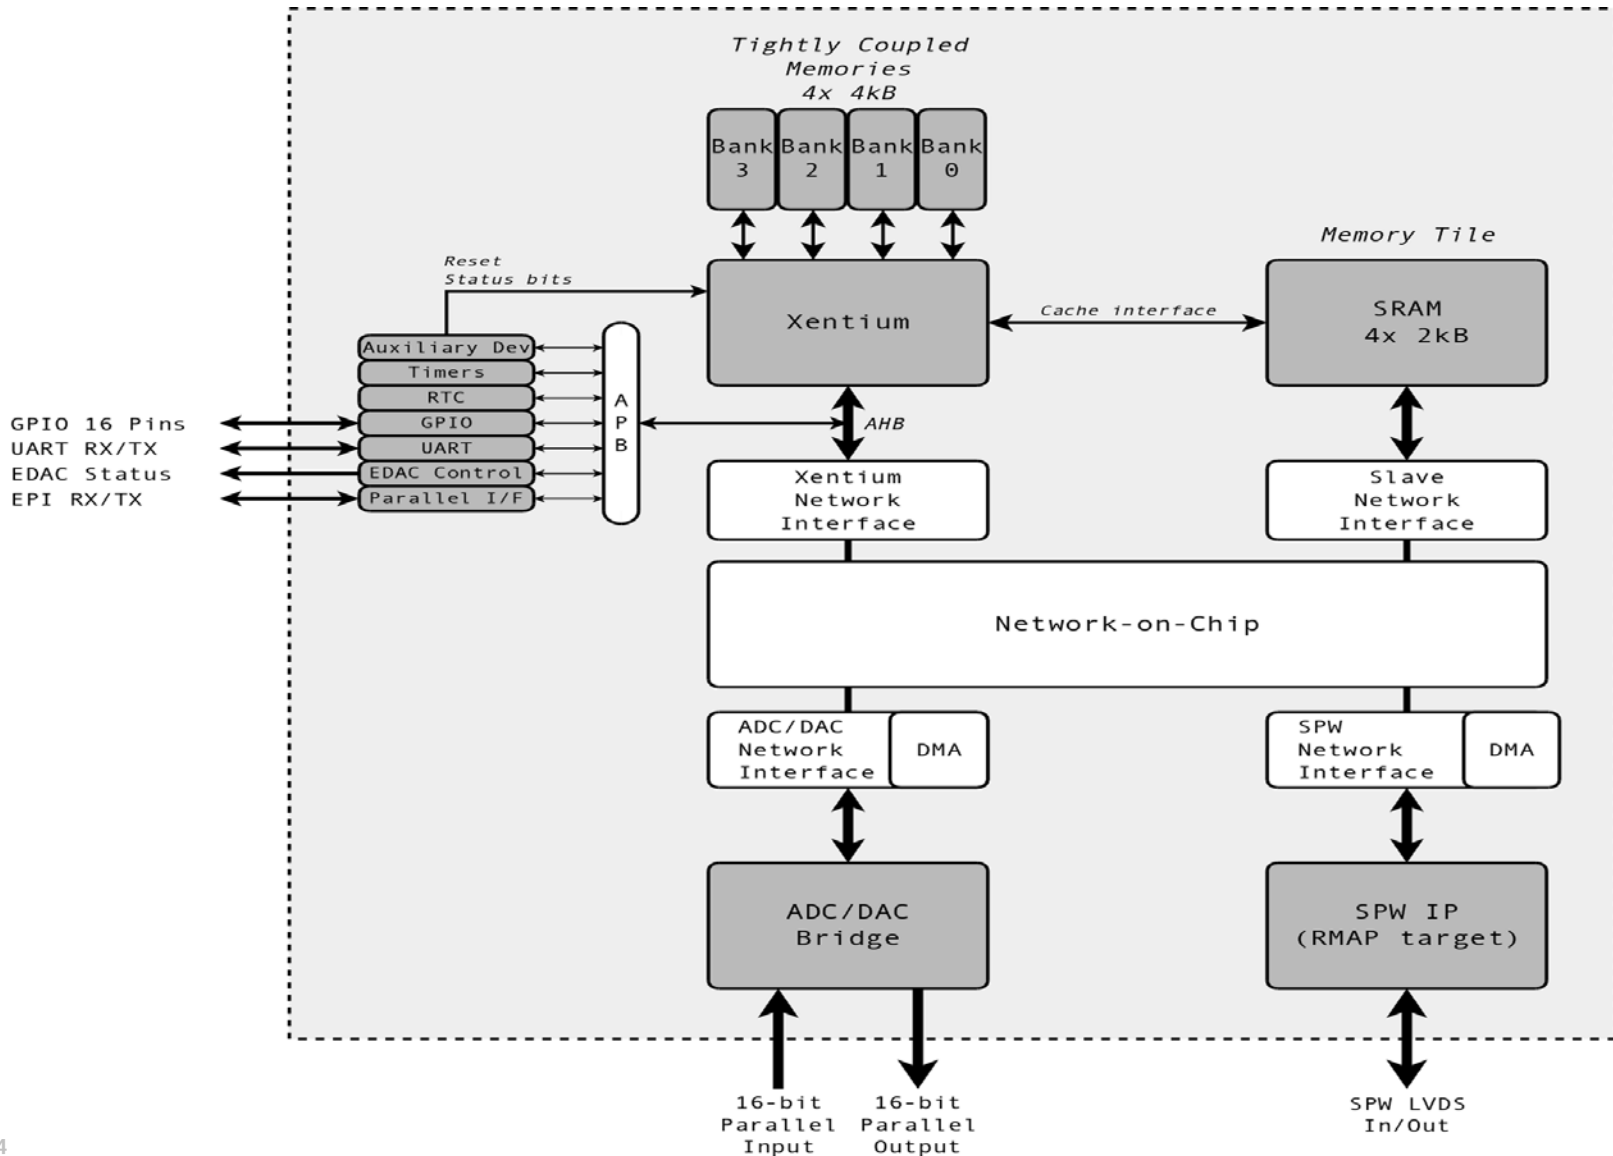 Tightly Coupled
Memories
4x 4kB
Bank
3
Bank
2
Bank
1
Bank
0
Memory Tile
Reset
Status bits
Xentium
Cache interface
SRAM
4x 2kB
Auxiliary Dev
Timers
RTC
GPIO
UART
EDAC Control
Parallel I/F
A
P
B
AHB
GPIO 16 Pins
UART RX/TX
EDAC Status
EPI RX/TX
Xentium
Network
Interface
Slave
Network
Interface
Network-on-Chip
ADC/DAC
Network
Interface
DMA
SPW
Network
Interface
DMA
ADC/DAC
Bridge
SPW IP
(RMAP target)
16-bit
Parallel
Input
16-bit
Parallel
Output
SPW LVDS
In/Out
4